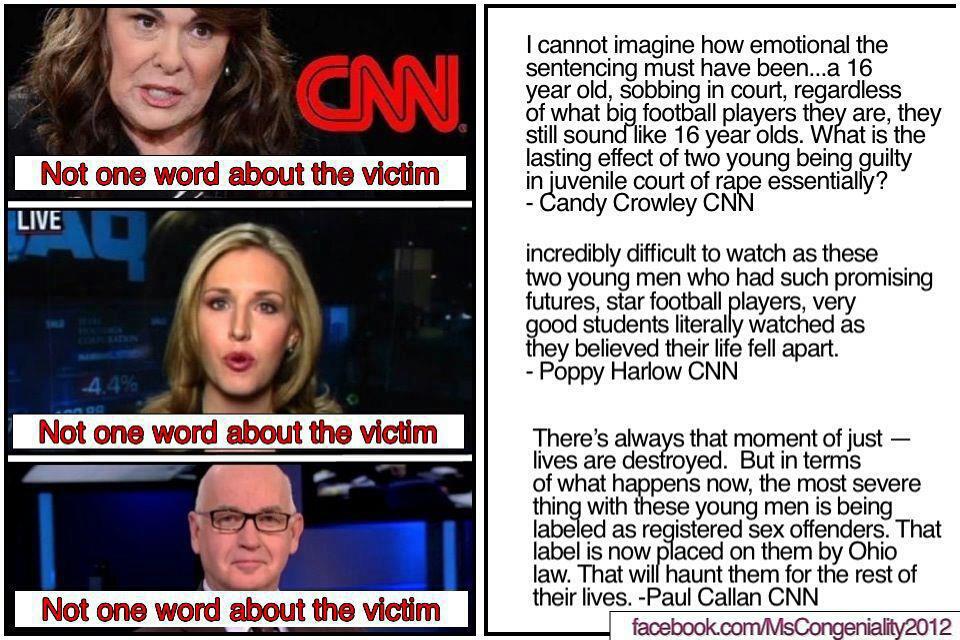 CNN
Not one word about the victim
LIVE
-4.4%
Not one word about the victim
Not one word about the victim
I cannot imagine how emotional the
sentencing must have been...a 16
year old, sobbing in court, regardless
of what big football players they are, they
still sound like 16 year olds. What is the
lasting effect of two young being guilty
in juvenile court of rape essentially?
- Candy Crowley CNN
incredibly difficult to watch as these
two young men who had such promising
futures, star football players, very
good students literally watched as
they believed their life fell apart.
- Poppy Harlow CNN
There's always that moment of just —
lives are destroyed. But in terms
of what happens now, the most severe
thing with these young men is being
labeled as registered sex offenders. That
label is now placed on them by Ohio
law. That will haunt them for the rest of
their lives. -Paul Callan CNN
facebook.com/MsCongeniality2012